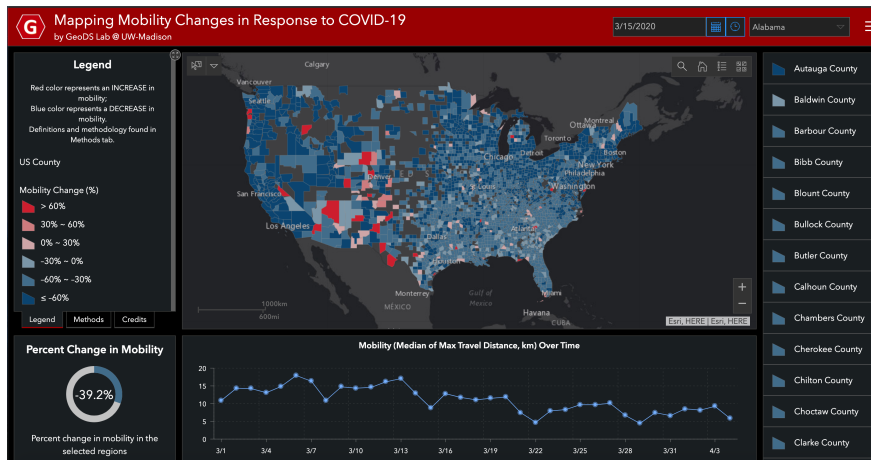 G
Mapping Mobility Changes in Response to COVID-19
by GeoDS Lab @ UW-Madison
3/15/2020
Alabama
Legend
Red color represents an INCREASE in
mobility;
Blue color represents a DECREASE in
mobility.
Definitions and methodology found in
Methods tab.
US County
Mobility Change (%)
> 60%
30% ~ 60%
0% ~ 30%
-30% ~ 0%
-60% ~ -30%
≤ -60%
Legend
Methods
Credits
Calgary
Vancouver
Seattle
Montreal
Ottawa
Toronto
Boston
Chicago
Detroit
New York
Philadelphia
Denver
St Louis
Washington
San Francisco
Los Angeles
Atlanta
Dallas
Houston
Monterrey
Gulf of
Mexico
Miami
MÉXICO
Havana
CUBA
1000km
600mi
+
−
Esri, HERE | Esri, HERE
Autauga County
Baldwin County
Barbour County
Bibb County
Blount County
Bullock County
Butler County
Calhoun County
Chambers County
Cherokee County
Chilton County
Choctaw County
Clarke County
Percent Change in Mobility
-39.2%
Percent change in mobility in the
selected regions
Mobility (Median of Max Travel Distance, km) Over Time
20
15
10
5
0
3/1
3/4
3/7
3/10
3/13
3/16
3/19
3/22
3/25
3/28
3/31
4/3